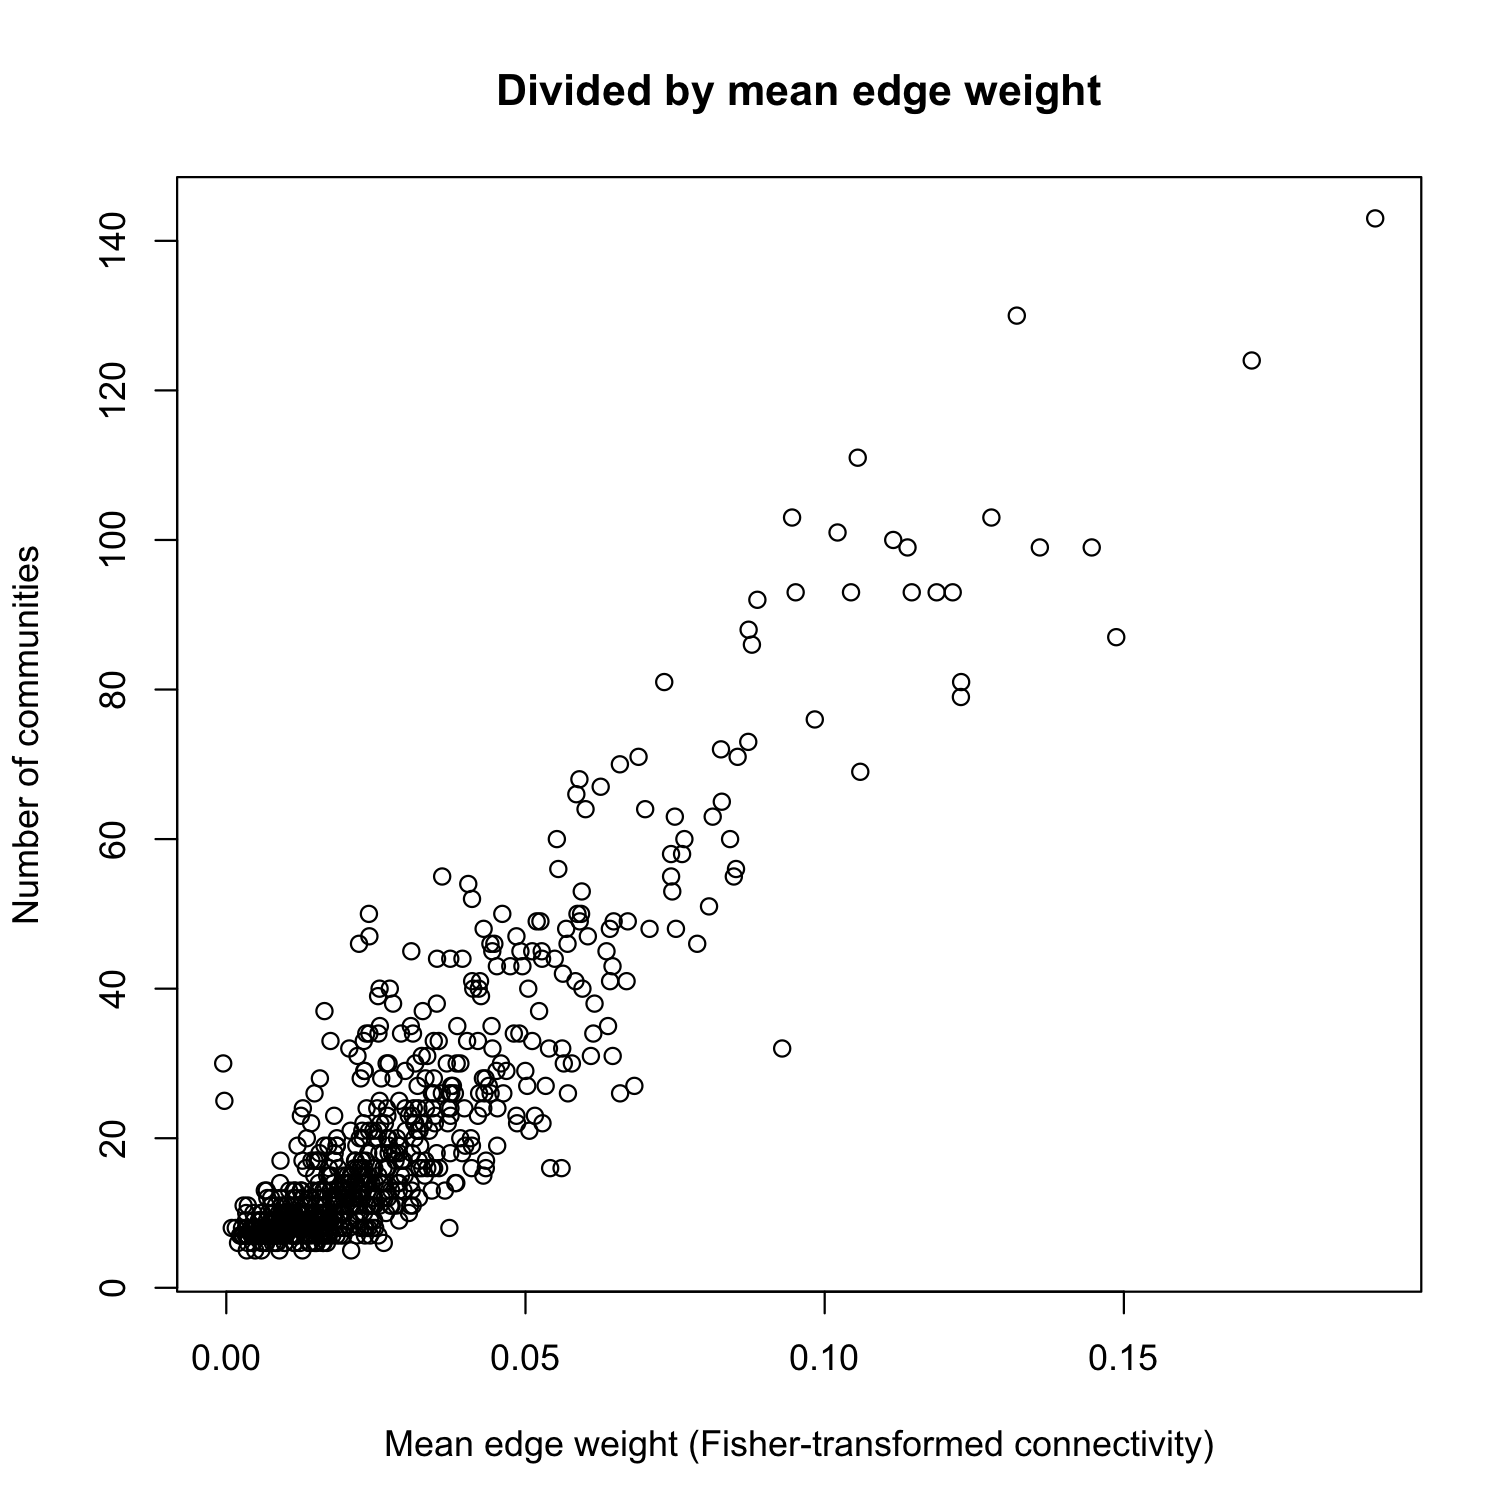 Divided by mean edge weight
Number of communities
140
120
100
80
60
40
20
0
0.00 0.05 0.10 0.15
Mean edge weight (Fisher-transformed connectivity)